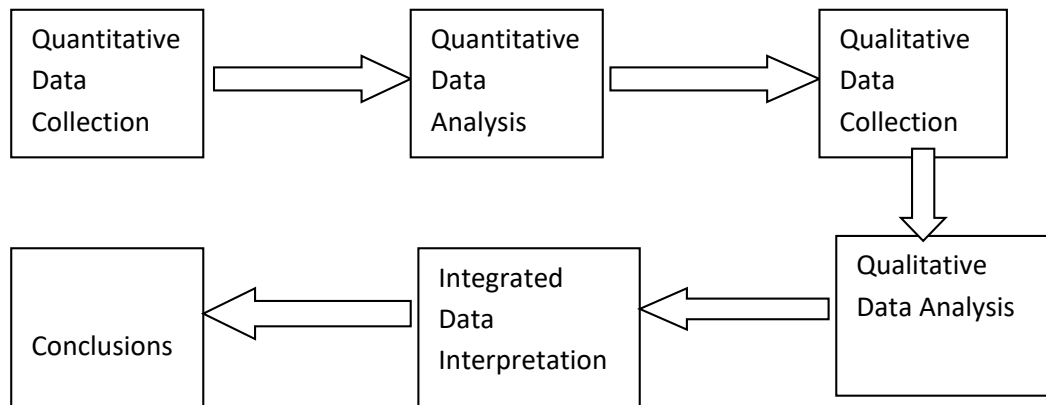 Quantitative
Data
Collection
Quantitative
Data
Analysis
Qualitative
Data
Collection
Qualitative
Data Analysis
Integrated
Data
Interpretation
Conclusions